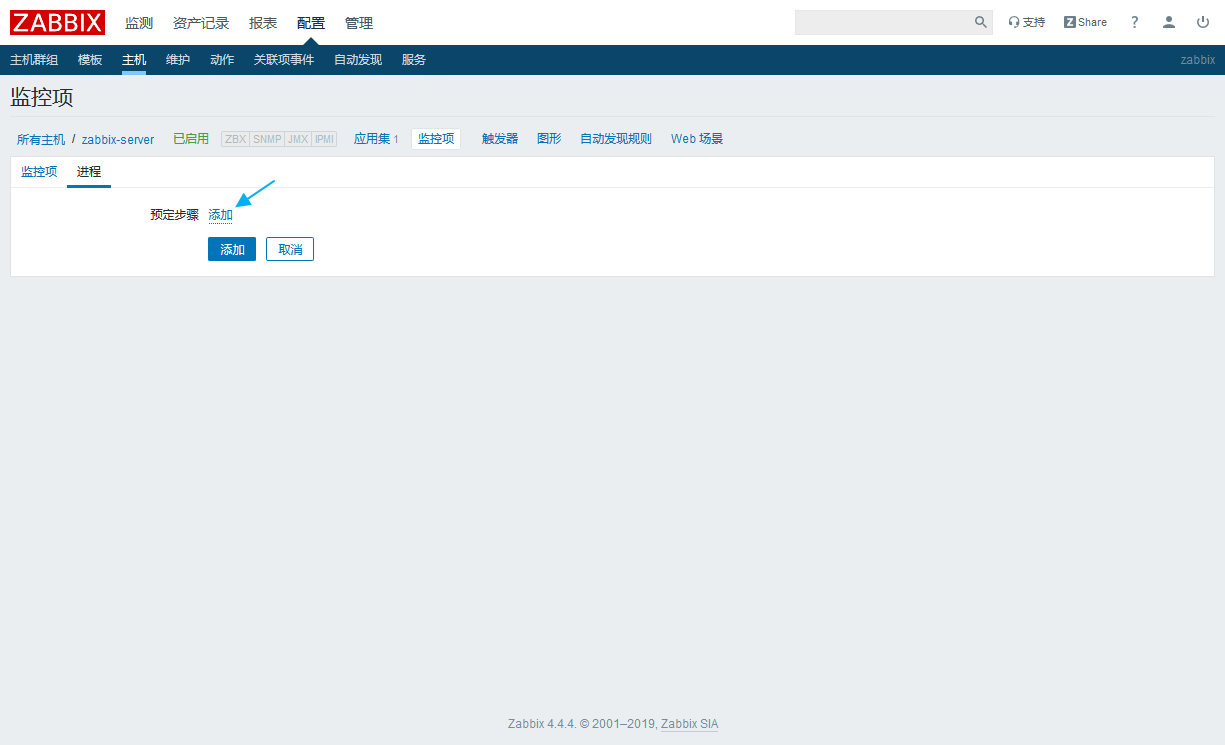 ZABBIX 监测 资产记录 报表 配置 管理 支持 Z Share ?
主机群组 模板 主机 维护 动作 关联项事件 自动发现 服务 zabbix
监控项
所有主机 / zabbix-server 已启用 ZBX SNMP JMX IPMI 应用集 1 监控项 触发器 图形 自动发现规则 Web 场景
监控项 进程
预定步骤 添加
添加 取消
Zabbix 4.4.4. © 2001–2019, Zabbix SIA